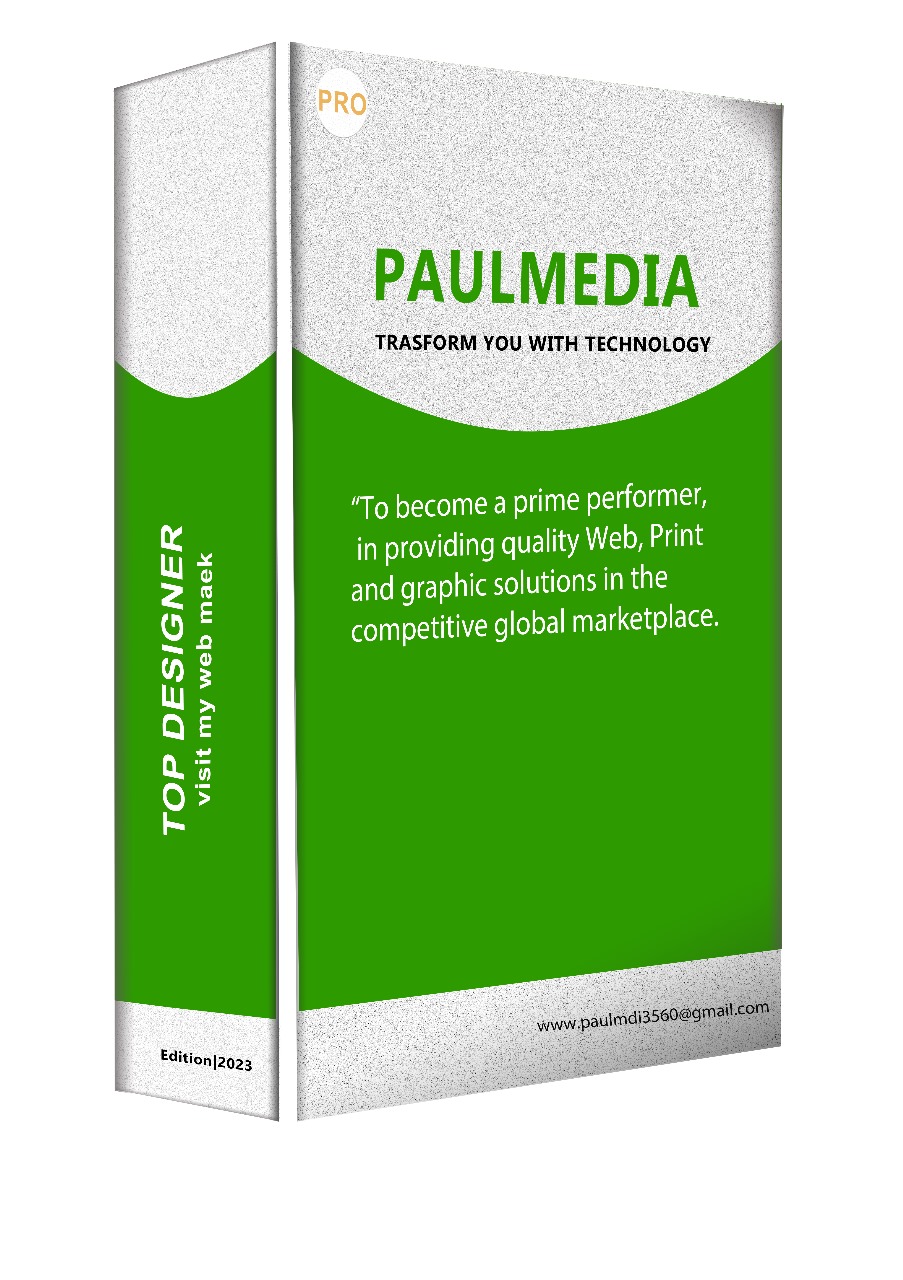 PRO
PAULMEDIA
TRASFORM YOU WITH TECHNOLOGY
“To become a prime performer,
in providing quality Web, Print
and graphic solutions in the
competitive global marketplace.
www.paulmdi3560@gmail.com
TOP DESIGNER
visit my web maek
Edition|2023